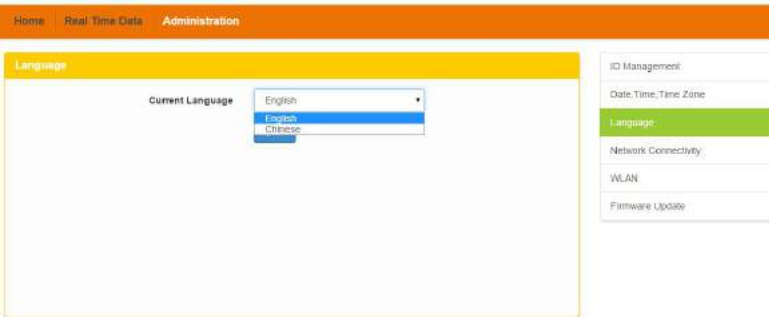 Home Real Time Data Administration
Language
Current Language English
English
Chinese
ID Management
Date,Time,Time Zone
Language
Network Connectivity
WLAN
Firmware Update